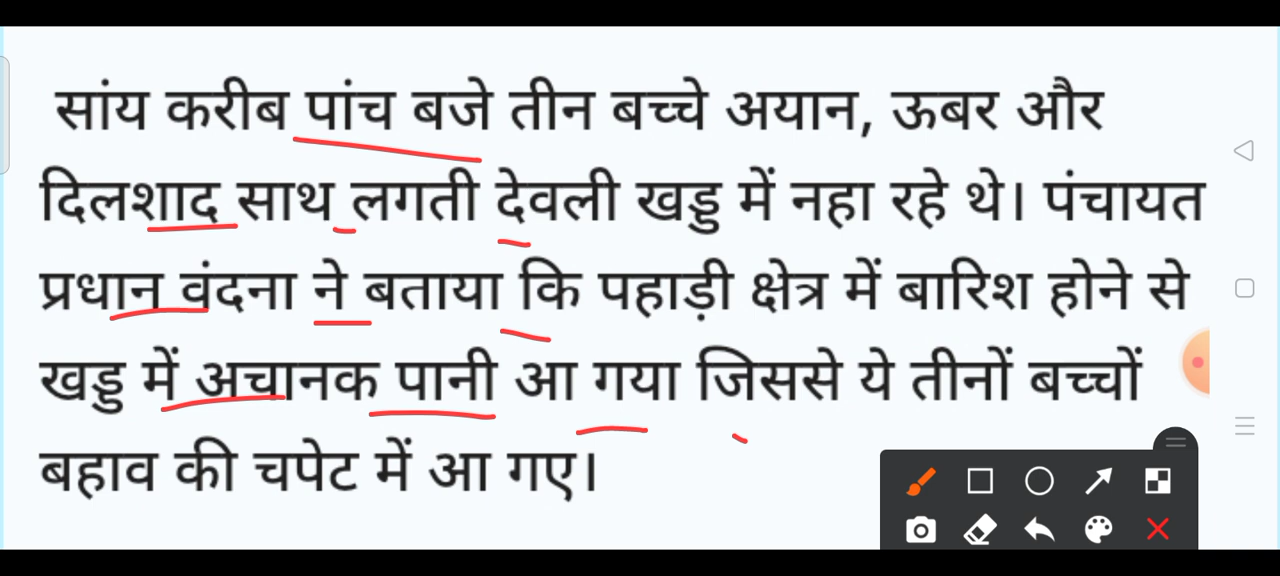 सांय करीब पांच बजे तीन बच्चे अयान, ऊबर और
दिलशाद साथ लगती देवली खड्ड में नहा रहे थे। पंचायत
प्रधान वंदना ने बताया कि पहाड़ी क्षेत्र में बारिश होने से
खड्ड में अचानक पानी आ गया जिससे ये तीनों बच्चों
बहाव की चपेट में आ गए।